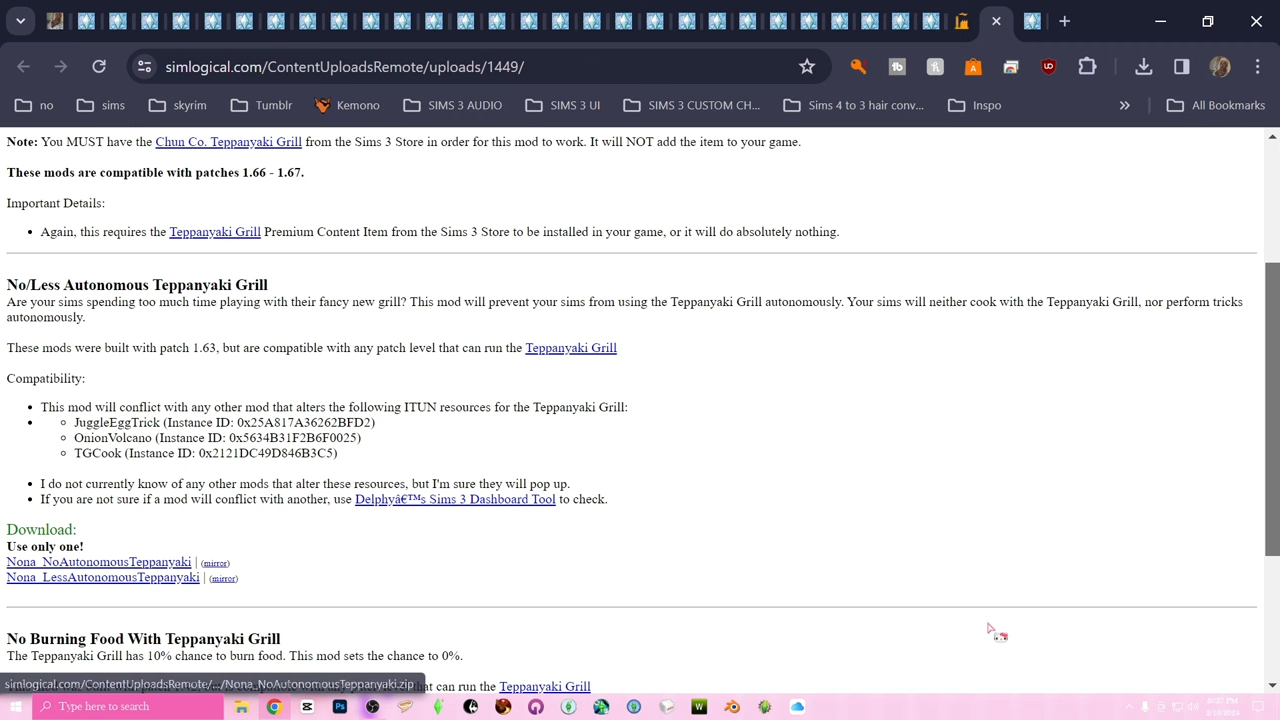 simlogical.com/ContentUploadsRemote/uploads/1449/
no
sims
skyrim
Tumblr
Kemono
SIMS 3 AUDIO
SIMS 3 UI
SIMS 3 CUSTOM CH...
Sims 4 to 3 hair conv...
Inspo
»
All Bookmarks
Note: You MUST have the Chun Co. Teppanyaki Grill from the Sims 3 Store in order for this mod to work. It will NOT add the item to your game.
These mods are compatible with patches 1.66 - 1.67.
Important Details:
• Again, this requires the Teppanyaki Grill Premium Content Item from the Sims 3 Store to be installed in your game, or it will do absolutely nothing.
No/Less Autonomous Teppanyaki Grill
Are your sims spending too much time playing with their fancy new grill? This mod will prevent your sims from using the Teppanyaki Grill autonomously. Your sims will neither cook with the Teppanyaki Grill, nor perform tricks
autonomously.
These mods were built with patch 1.63, but are compatible with any patch level that can run the Teppanyaki Grill
Compatibility:
• This mod will conflict with any other mod that alters the following ITUN resources for the Teppanyaki Grill:
• ◦ JuggleEggTrick (Instance ID: 0x25A817A36262BFD2)
◦ OnionVolcano (Instance ID: 0x5634B31F2B6F0025)
◦ TGCook (Instance ID: 0x2121DC49D846B3C5)
• I do not currently know of any other mods that alter these resources, but I'm sure they will pop up.
• If you are not sure if a mod will conflict with another, use Delphyâ€™s Sims 3 Dashboard Tool to check.
Download:
Use only one!
Nona_NoAutonomousTeppanyaki | (mirror)
Nona_LessAutonomousTeppanyaki | (mirror)
No Burning Food With Teppanyaki Grill
The Teppanyaki Grill has 10% chance to burn food. This mod sets the chance to 0%.
simlogical.com/ContentUploadsRemote/.../Nona_NoAutonomousTeppanyaki.zip
that can run the Teppanyaki Grill
Type here to search